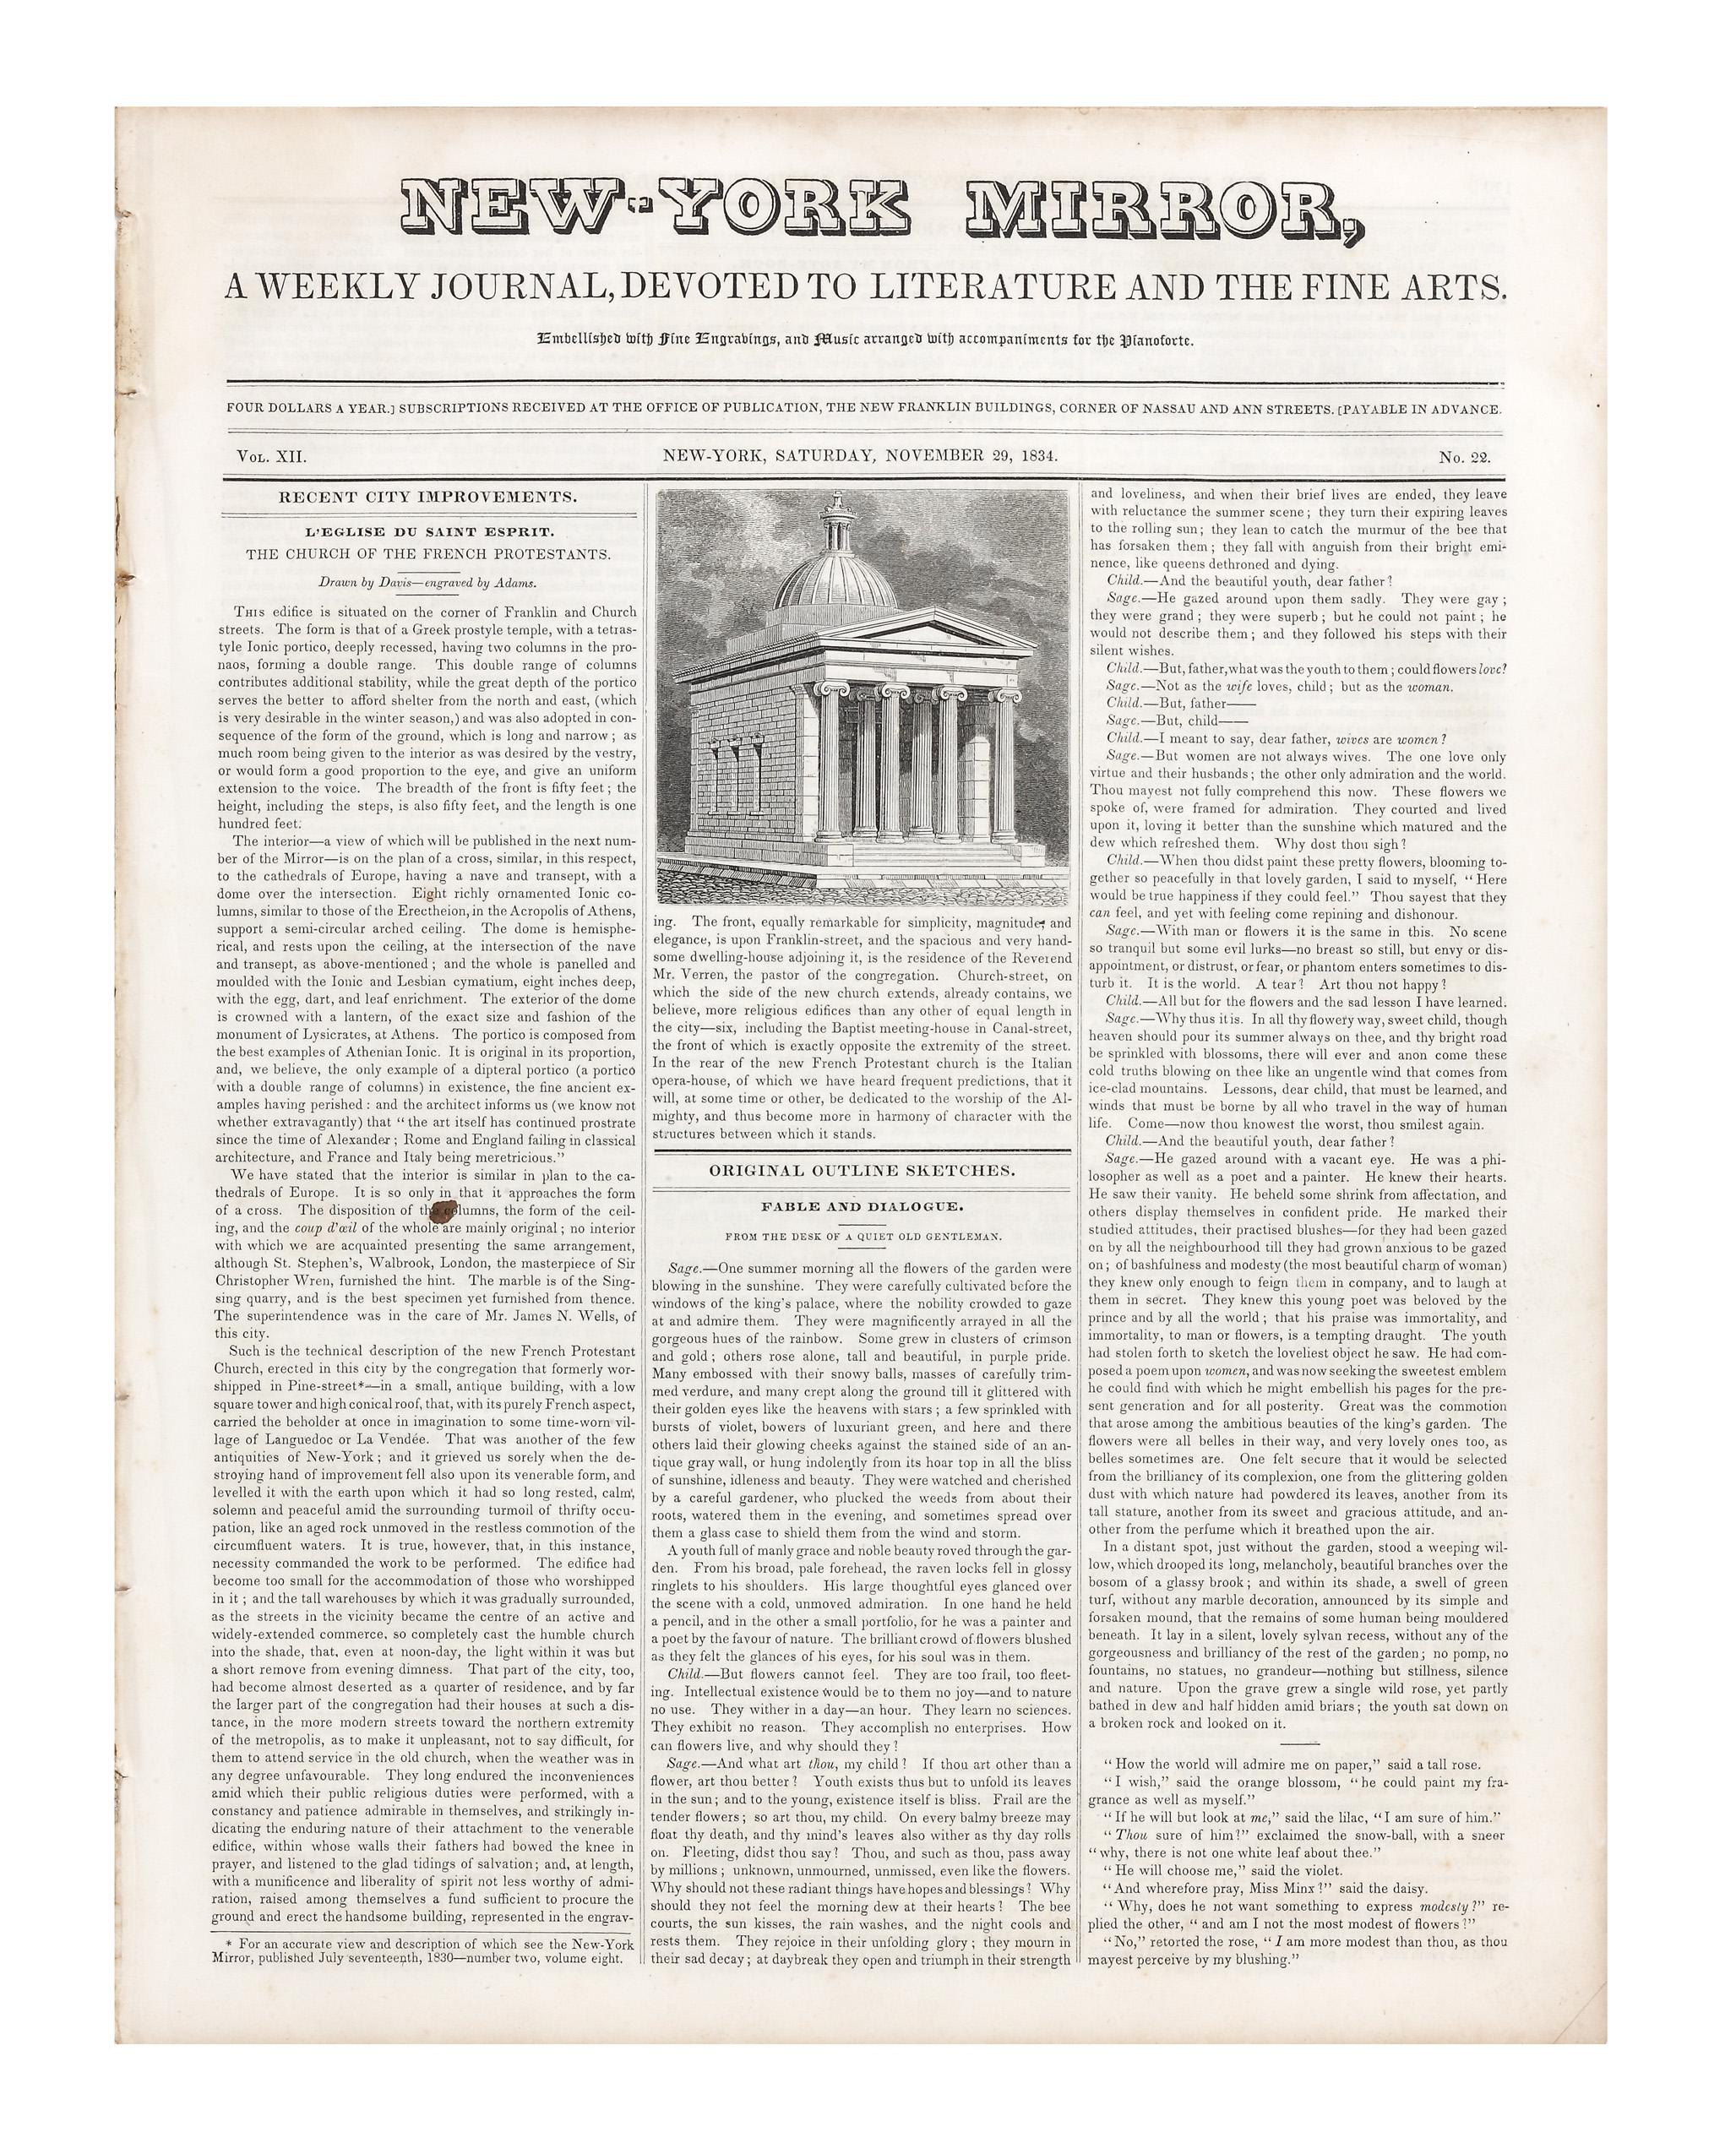 NEW-YORK MIRROR,
A WEEKLY JOURNAL, DEVOTED TO LITERATURE AND THE FINE ARTS.
Embellished with Fine Engravings, and Music arranged with accompaniments for the Pianoforte.
FOUR DOLLARS A YEAR.] SUBSCRIPTIONS RECEIVED AT THE OFFICE OF PUBLICATION, THE NEW FRANKLIN BUILDINGS, CORNER OF NASSAU AND ANN STREETS. [PAYABLE IN ADVANCE.
VOL. XII. NEW-YORK, SATURDAY, NOVEMBER 29, 1834. No. 22.
RECENT CITY IMPROVEMENTS.
L'EGLISE DU SAINT ESPRIT.
THE CHURCH OF THE FRENCH PROTESTANTS.
Drawn by Davis—engraved by Adams.
THIS edifice is situated on the corner of Franklin and Church
streets. The form is that of a Greek prostyle temple, with a tetras-
tyle Ionic portico, deeply recessed, having two columns in the pro-
naos, forming a double range. This double range of columns
contributes additional stability, while the great depth of the portico
serves the better to afford shelter from the north and east, (which
is very desirable in the winter season,) and was also adopted in con-
sequence of the form of the ground, which is long and narrow; as
much room being given to the interior as was desired by the vestry,
or would form a good proportion to the eye, and give an uniform
extension to the voice. The breadth of the front is fifty feet; the
height, including the steps, is also fifty feet, and the length is one
hundred feet.
The interior—a view of which will be published in the next num-
ber of the Mirror—is on the plan of a cross, similar, in this respect,
to the cathedrals of Europe, having a nave and transept, with a
dome over the intersection. Eight richly ornamented Ionic co-
lumns, similar to those of the Erectheion, in the Acropolis of Athens,
support a semi-circular arched ceiling. The dome is hemisphe-
rical, and rests upon the ceiling, at the intersection of the nave
and transept, as above-mentioned; and the whole is panelled and
moulded with the Ionic and Lesbian cymatium, eight inches deep,
with the egg, dart, and leaf enrichment. The exterior of the dome
is crowned with a lantern, of the exact size and fashion of the
monument of Lysicrates, at Athens. The portico is composed from
the best examples of Athenian Ionic. It is original in its proportion,
and, we believe, the only example of a dipteral portico (a portico
with a double range of columns) in existence, the fine ancient ex-
amples having perished: and the architect informs us (we know not
whether extravagantly) that "the art itself has continued prostrate
since the time of Alexander; Rome and England failing in classical
architecture, and France and Italy being meretricious."
We have stated that the interior is similar in plan to the ca-
thedrals of Europe. It is so only in that it approaches the form
of a cross. The disposition of the columns, the form of the ceil-
ing, and the coup d'œil of the whole are mainly original; no interior
with which we are acquainted presenting the same arrangement,
although St. Stephen's, Walbrook, London, the masterpiece of Sir
Christopher Wren, furnished the hint. The marble is of the Sing-
sing quarry, and is the best specimen yet furnished from thence.
The superintendence was in the care of Mr. James N. Wells, of
this city.
Such is the technical description of the new French Protestant
Church, erected in this city by the congregation that formerly wor-
shipped in Pine-street*—in a small, antique building, with a low
square tower and high conical roof, that, with its purely French aspect,
carried the beholder at once in imagination to some time-worn vil-
lage of Languedoc or La Vendée. That was another of the few
antiquities of New-York; and it grieved us sorely when the de-
stroying hand of improvement fell also upon its venerable form, and
levelled it with the earth upon which it had so long rested, calm,
solemn and peaceful amid the surrounding turmoil of thrifty occu-
pation, like an aged rock unmoved in the restless commotion of the
circumfluent waters. It is true, however, that, in this instance,
necessity commanded the work to be performed. The edifice had
become too small for the accommodation of those who worshipped
in it; and the tall warehouses by which it was gradually surrounded,
as the streets in the vicinity became the centre of an active and
widely-extended commerce, so completely cast the humble church
into the shade, that, even at noon-day, the light within it was but
a short remove from evening dimness. That part of the city, too,
had become almost deserted as a quarter of residence, and by far
the larger part of the congregation had their houses at such a dis-
tance, in the more modern streets toward the northern extremity
of the metropolis, as to make it unpleasant, not to say difficult, for
them to attend service in the old church, when the weather was in
any degree unfavourable. They long endured the inconveniences
amid which their public religious duties were performed, with a
constancy and patience admirable in themselves, and strikingly in-
dicating the enduring nature of their attachment to the venerable
edifice, within whose walls their fathers had bowed the knee in
prayer, and listened to the glad tidings of salvation; and, at length,
with a munificence and liberality of spirit not less worthy of admi-
ration, raised among themselves a fund sufficient to procure the
ground and erect the handsome building, represented in the engrav-
* For an accurate view and description of which see the New-York
Mirror, published July seventeenth, 1830—number two, volume eight.
ing. The front, equally remarkable for simplicity, magnitude, and
elegance, is upon Franklin-street, and the spacious and very hand-
some dwelling-house adjoining it, is the residence of the Reverend
Mr. Verren, the pastor of the congregation. Church-street, on
which the side of the new church extends, already contains, we
believe, more religious edifices than any other of equal length in
the city—six, including the Baptist meeting-house in Canal-street,
the front of which is exactly opposite the extremity of the street.
In the rear of the new French Protestant church is the Italian
Opera-house, of which we have heard frequent predictions, that it
will, at some time or other, be dedicated to the worship of the Al-
mighty, and thus become more in harmony of character with the
structures between which it stands.
ORIGINAL OUTLINE SKETCHES.
FABLE AND DIALOGUE.
FROM THE DESK OF A QUIET OLD GENTLEMAN.
Sage.—One summer morning all the flowers of the garden were
blowing in the sunshine. They were carefully cultivated before the
windows of the king's palace, where the nobility crowded to gaze
at and admire them. They were magnificently arrayed in all the
gorgeous hues of the rainbow. Some grew in clusters of crimson
and gold; others rose alone, tall and beautiful, in purple pride.
Many embossed with their snowy balls, masses of carefully trim-
med verdure, and many crept along the ground till it glittered with
their golden eyes like the heavens with stars; a few sprinkled with
bursts of violet, bowers of luxuriant green, and here and there
others laid their glowing cheeks against the stained side of an an-
tique gray wall, or hung indolently from its hoar top in all the bliss
of sunshine, idleness and beauty. They were watched and cherished
by a careful gardener, who plucked the weeds from about their
roots, watered them in the evening, and sometimes spread over
them a glass case to shield them from the wind and storm.
A youth full of manly grace and noble beauty roved through the gar-
den. From his broad, pale forehead, the raven locks fell in glossy
ringlets to his shoulders. His large thoughtful eyes glanced over
the scene with a cold, unmoved admiration. In one hand he held
a pencil, and in the other a small portfolio, for he was a painter and
a poet by the favour of nature. The brilliant crowd of flowers blushed
as they felt the glances of his eyes, for his soul was in them.
Child.—But flowers cannot feel. They are too frail, too fleet-
ing. Intellectual existence would be to them no joy—and to nature
no use. They wither in a day—an hour. They learn no sciences.
They exhibit no reason. They accomplish no enterprises. How
can flowers live, and why should they?
Sage.—And what art thou, my child? If thou art other than a
flower, art thou better? Youth exists thus but to unfold its leaves
in the sun; and to the young, existence itself is bliss. Frail are the
tender flowers; so art thou, my child. On every balmy breeze may
float thy death, and thy mind's leaves also wither as thy day rolls
on. Fleeting, didst thou say? Thou, and such as thou, pass away
by millions; unknown, unmourned, unmissed, even like the flowers.
Why should not these radiant things have hopes and blessings? Why
should they not feel the morning dew at their hearts? The bee
courts, the sun kisses, the rain washes, and the night cools and
rests them. They rejoice in their unfolding glory; they mourn in
their sad decay; at daybreak they open and triumph in their strength
and loveliness, and when their brief lives are ended, they leave
with reluctance the summer scene; they turn their expiring leaves
to the rolling sun; they lean to catch the murmur of the bee that
has forsaken them; they fall with anguish from their bright emi-
nence, like queens dethroned and dying.
Child.—And the beautiful youth, dear father?
Sage.—He gazed around upon them sadly. They were gay;
they were grand; they were superb; but he could not paint; he
would not describe them; and they followed his steps with their
silent wishes.
Child.—But, father, what was the youth to them; could flowers love?
Sage.—Not as the wife loves, child; but as the woman.
Child.—But, father——
Sage.—But, child——
Child.—I meant to say, dear father, wives are women?
Sage.—But women are not always wives. The one love only
virtue and their husbands; the other only admiration and the world.
Thou mayest not fully comprehend this now. These flowers we
spoke of, were framed for admiration. They courted and lived
upon it, loving it better than the sunshine which matured and the
dew which refreshed them. Why dost thou sigh?
Child.—When thou didst paint these pretty flowers, blooming to-
gether so peacefully in that lovely garden, I said to myself, "Here
would be true happiness if they could feel." Thou sayest that they
can feel, and yet with feeling come repining and dishonour.
Sage.—With man or flowers it is the same in this. No scene
so tranquil but some evil lurks—no breast so still, but envy or dis-
appointment, or distrust, or fear, or phantom enters sometimes to dis-
turb it. It is the world. A tear? Art thou not happy?
Child.—All but for the flowers and the sad lesson I have learned.
Sage.—Why thus it is. In all thy flowery way, sweet child, though
heaven should pour its summer always on thee, and thy bright road
be sprinkled with blossoms, there will ever and anon come these
cold truths blowing on thee like an ungentle wind that comes from
ice-clad mountains. Lessons, dear child, that must be learned, and
winds that must be borne by all who travel in the way of human
life. Come—now thou knowest the worst, thou smilest again.
Child.—And the beautiful youth, dear father?
Sage.—He gazed around with a vacant eye. He was a phi-
losopher as well as a poet and a painter. He knew their hearts.
He saw their vanity. He beheld some shrink from affectation, and
others display themselves in confident pride. He marked their
studied attitudes, their practised blushes—for they had been gazed
on by all the neighbourhood till they had grown anxious to be gazed
on; of bashfulness and modesty (the most beautiful charm of woman)
they knew only enough to feign them in company, and to laugh at
them in secret. They knew this young poet was beloved by the
prince and by all the world; that his praise was immortality, and
immortality, to man or flowers, is a tempting draught. The youth
had stolen forth to sketch the loveliest object he saw. He had com-
posed a poem upon women, and was now seeking the sweetest emblem
he could find with which he might embellish his pages for the pre-
sent generation and for all posterity. Great was the commotion
that arose among the ambitious beauties of the king's garden. The
flowers were all belles in their way, and very lovely ones too, as
belles sometimes are. One felt secure that it would be selected
from the brilliancy of its complexion, one from the glittering golden
dust with which nature had powdered its leaves, another from its
tall stature, another from its sweet and gracious attitude, and an-
other from the perfume which it breathed upon the air.
In a distant spot, just without the garden, stood a weeping wil-
low, which drooped its long, melancholy, beautiful branches over the
bosom of a glassy brook; and within its shade, a swell of green
turf, without any marble decoration, announced by its simple and
forsaken mound, that the remains of some human being mouldered
beneath. It lay in a silent, lovely sylvan recess, without any of the
gorgeousness and brilliancy of the rest of the garden; no pomp, no
fountains, no statues, no grandeur—nothing but stillness, silence
and nature. Upon the grave grew a single wild rose, yet partly
bathed in dew and half hidden amid briars; the youth sat down on
a broken rock and looked on it.
"How the world will admire me on paper," said a tall rose.
"I wish," said the orange blossom, "he could paint my fra-
grance as well as myself."
"If he will but look at me," said the lilac, "I am sure of him."
"Thou sure of him!" exclaimed the snow-ball, with a sneer
"why, there is not one white leaf about thee."
"He will choose me," said the violet.
"And wherefore pray, Miss Minx?" said the daisy.
"Why, does he not want something to express modesty?" re-
plied the other, "and am I not the most modest of flowers?"
"No," retorted the rose, "I am more modest than thou, as thou
mayest perceive by my blushing."